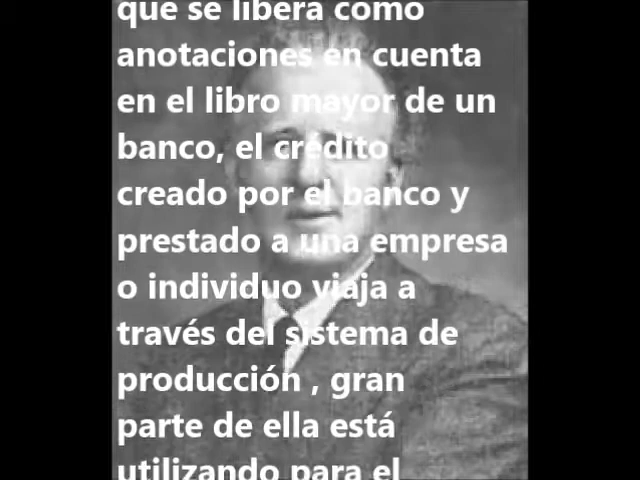 que se libera como
anotaciones en cuenta
en el libro mayor de un
banco, el crédito
creado por el banco y
prestado a una empresa
o individuo viaja a
través del sistema de
producción , gran
parte de ella está
utilizando para el